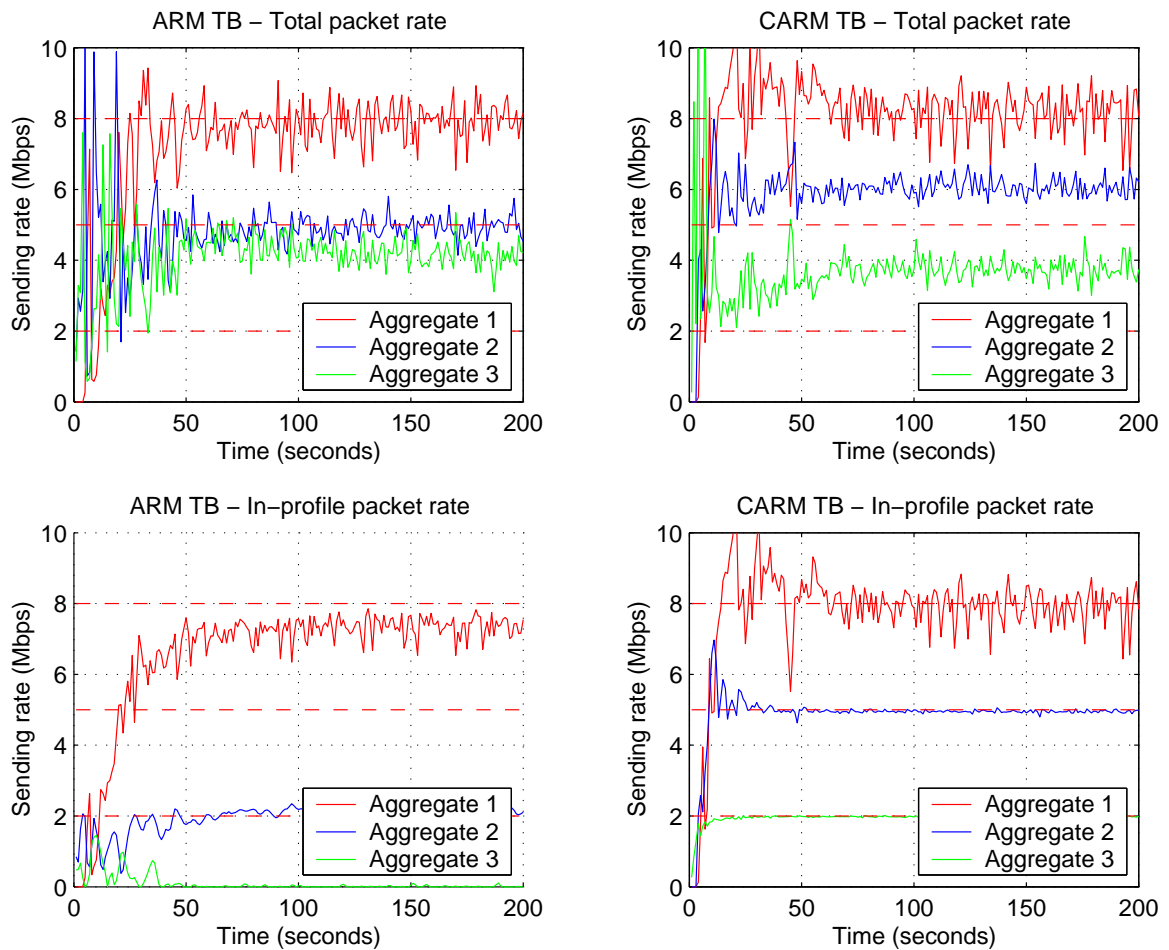 ARM TB − Total packet rate
10
8
6
4
2
0
Sending rate (Mbps)
Aggregate 1
Aggregate 2
Aggregate 3
0 50 100 150 200
Time (seconds)
CARM TB − Total packet rate
10
8
6
4
2
0
Sending rate (Mbps)
Aggregate 1
Aggregate 2
Aggregate 3
0 50 100 150 200
Time (seconds)
ARM TB − In−profile packet rate
10
8
6
4
2
0
Sending rate (Mbps)
Aggregate 1
Aggregate 2
Aggregate 3
0 50 100 150 200
Time (seconds)
CARM TB − In−profile packet rate
10
8
6
4
2
0
Sending rate (Mbps)
Aggregate 1
Aggregate 2
Aggregate 3
0 50 100 150 200
Time (seconds)